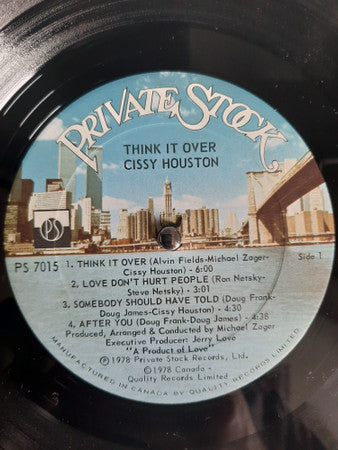 PRIVATE STOCK
THINK IT OVER
CISSY HOUSTON
PS
PS 7015
Side 1
1. THINK IT OVER (Alvin Fields-Michael Zager-
Cissy Houston) - 6:00
2. LOVE DON'T HURT PEOPLE (Ron Netsky-
Steve Netsky) - 3:01
3. SOMEBODY SHOULD HAVE TOLD (Doug Frank-
Doug James-Cissy Houston) - 4:30
4. AFTER YOU (Doug Frank-Doug James) - 4:38
Produced, Arranged & Conducted by Michael Zager
Executive Producer: Jerry Love
"A Product of Love"
℗1978 Private Stock Records, Ltd.
©1978 Canada -
Quality Records Limited
MANUFACTURED IN CANADA BY QUALITY RECORDS LIMITED